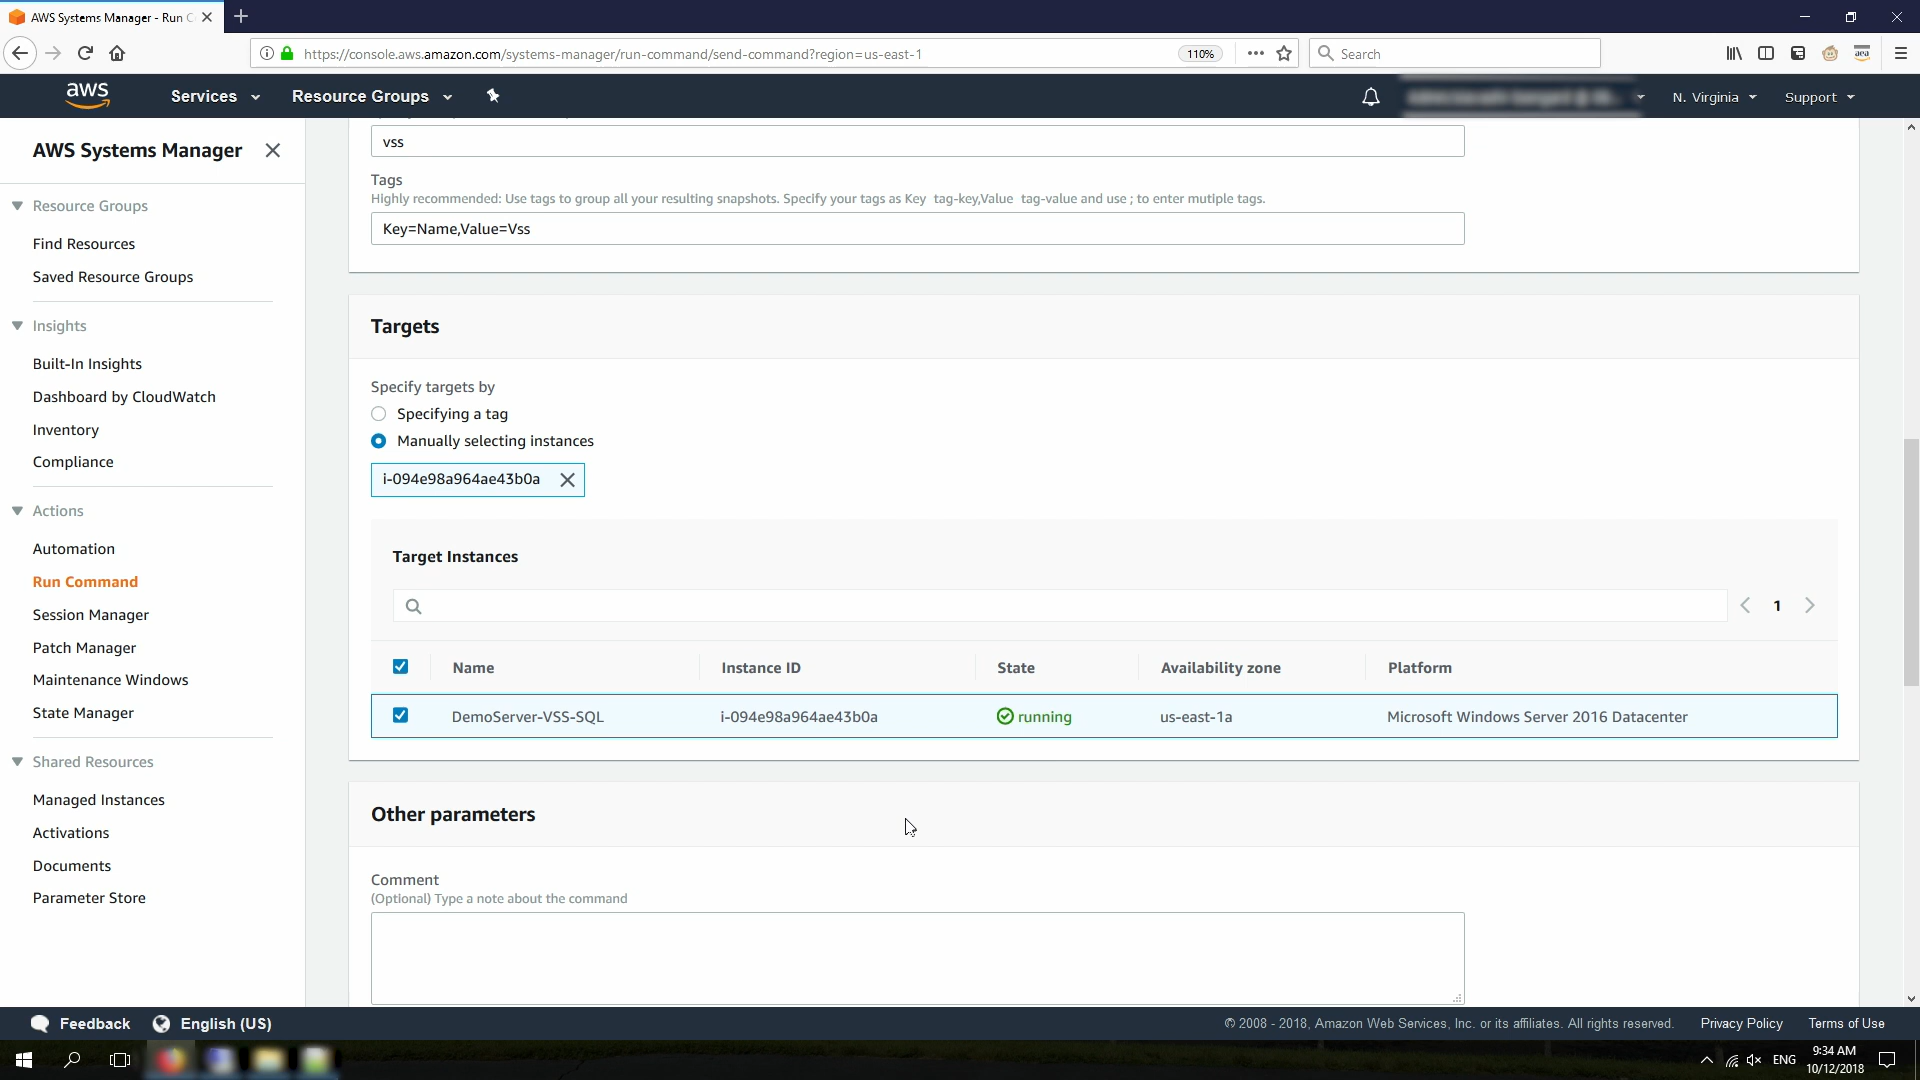 AWS Systems Manager - Run C
https://console.aws.amazon.com/systems-manager/run-command/send-command?region=us-east-1
110%
Search
aws
Services
Resource Groups
N. Virginia
Support
AWS Systems Manager
Resource Groups
Find Resources
Saved Resource Groups
Insights
Built-In Insights
Dashboard by CloudWatch
Inventory
Compliance
Actions
Automation
Run Command
Session Manager
Patch Manager
Maintenance Windows
State Manager
Shared Resources
Managed Instances
Activations
Documents
Parameter Store
vss
Tags
Highly recommended: Use tags to group all your resulting snapshots. Specify your tags as Key tag-key,Value tag-value and use ; to enter mutiple tags.
Key=Name,Value=Vss
Targets
Specify targets by
Specifying a tag
Manually selecting instances
i-094e98a964ae43b0a
Target Instances
1
Name Instance ID State Availability zone Platform
DemoServer-VSS-SQL i-094e98a964ae43b0a running us-east-1a Microsoft Windows Server 2016 Datacenter
Other parameters
Comment
(Optional) Type a note about the command
Feedback
English (US)
© 2008 - 2018, Amazon Web Services, Inc. or its affiliates. All rights reserved.
Privacy Policy
Terms of Use
ENG
9:34 AM
10/12/2018